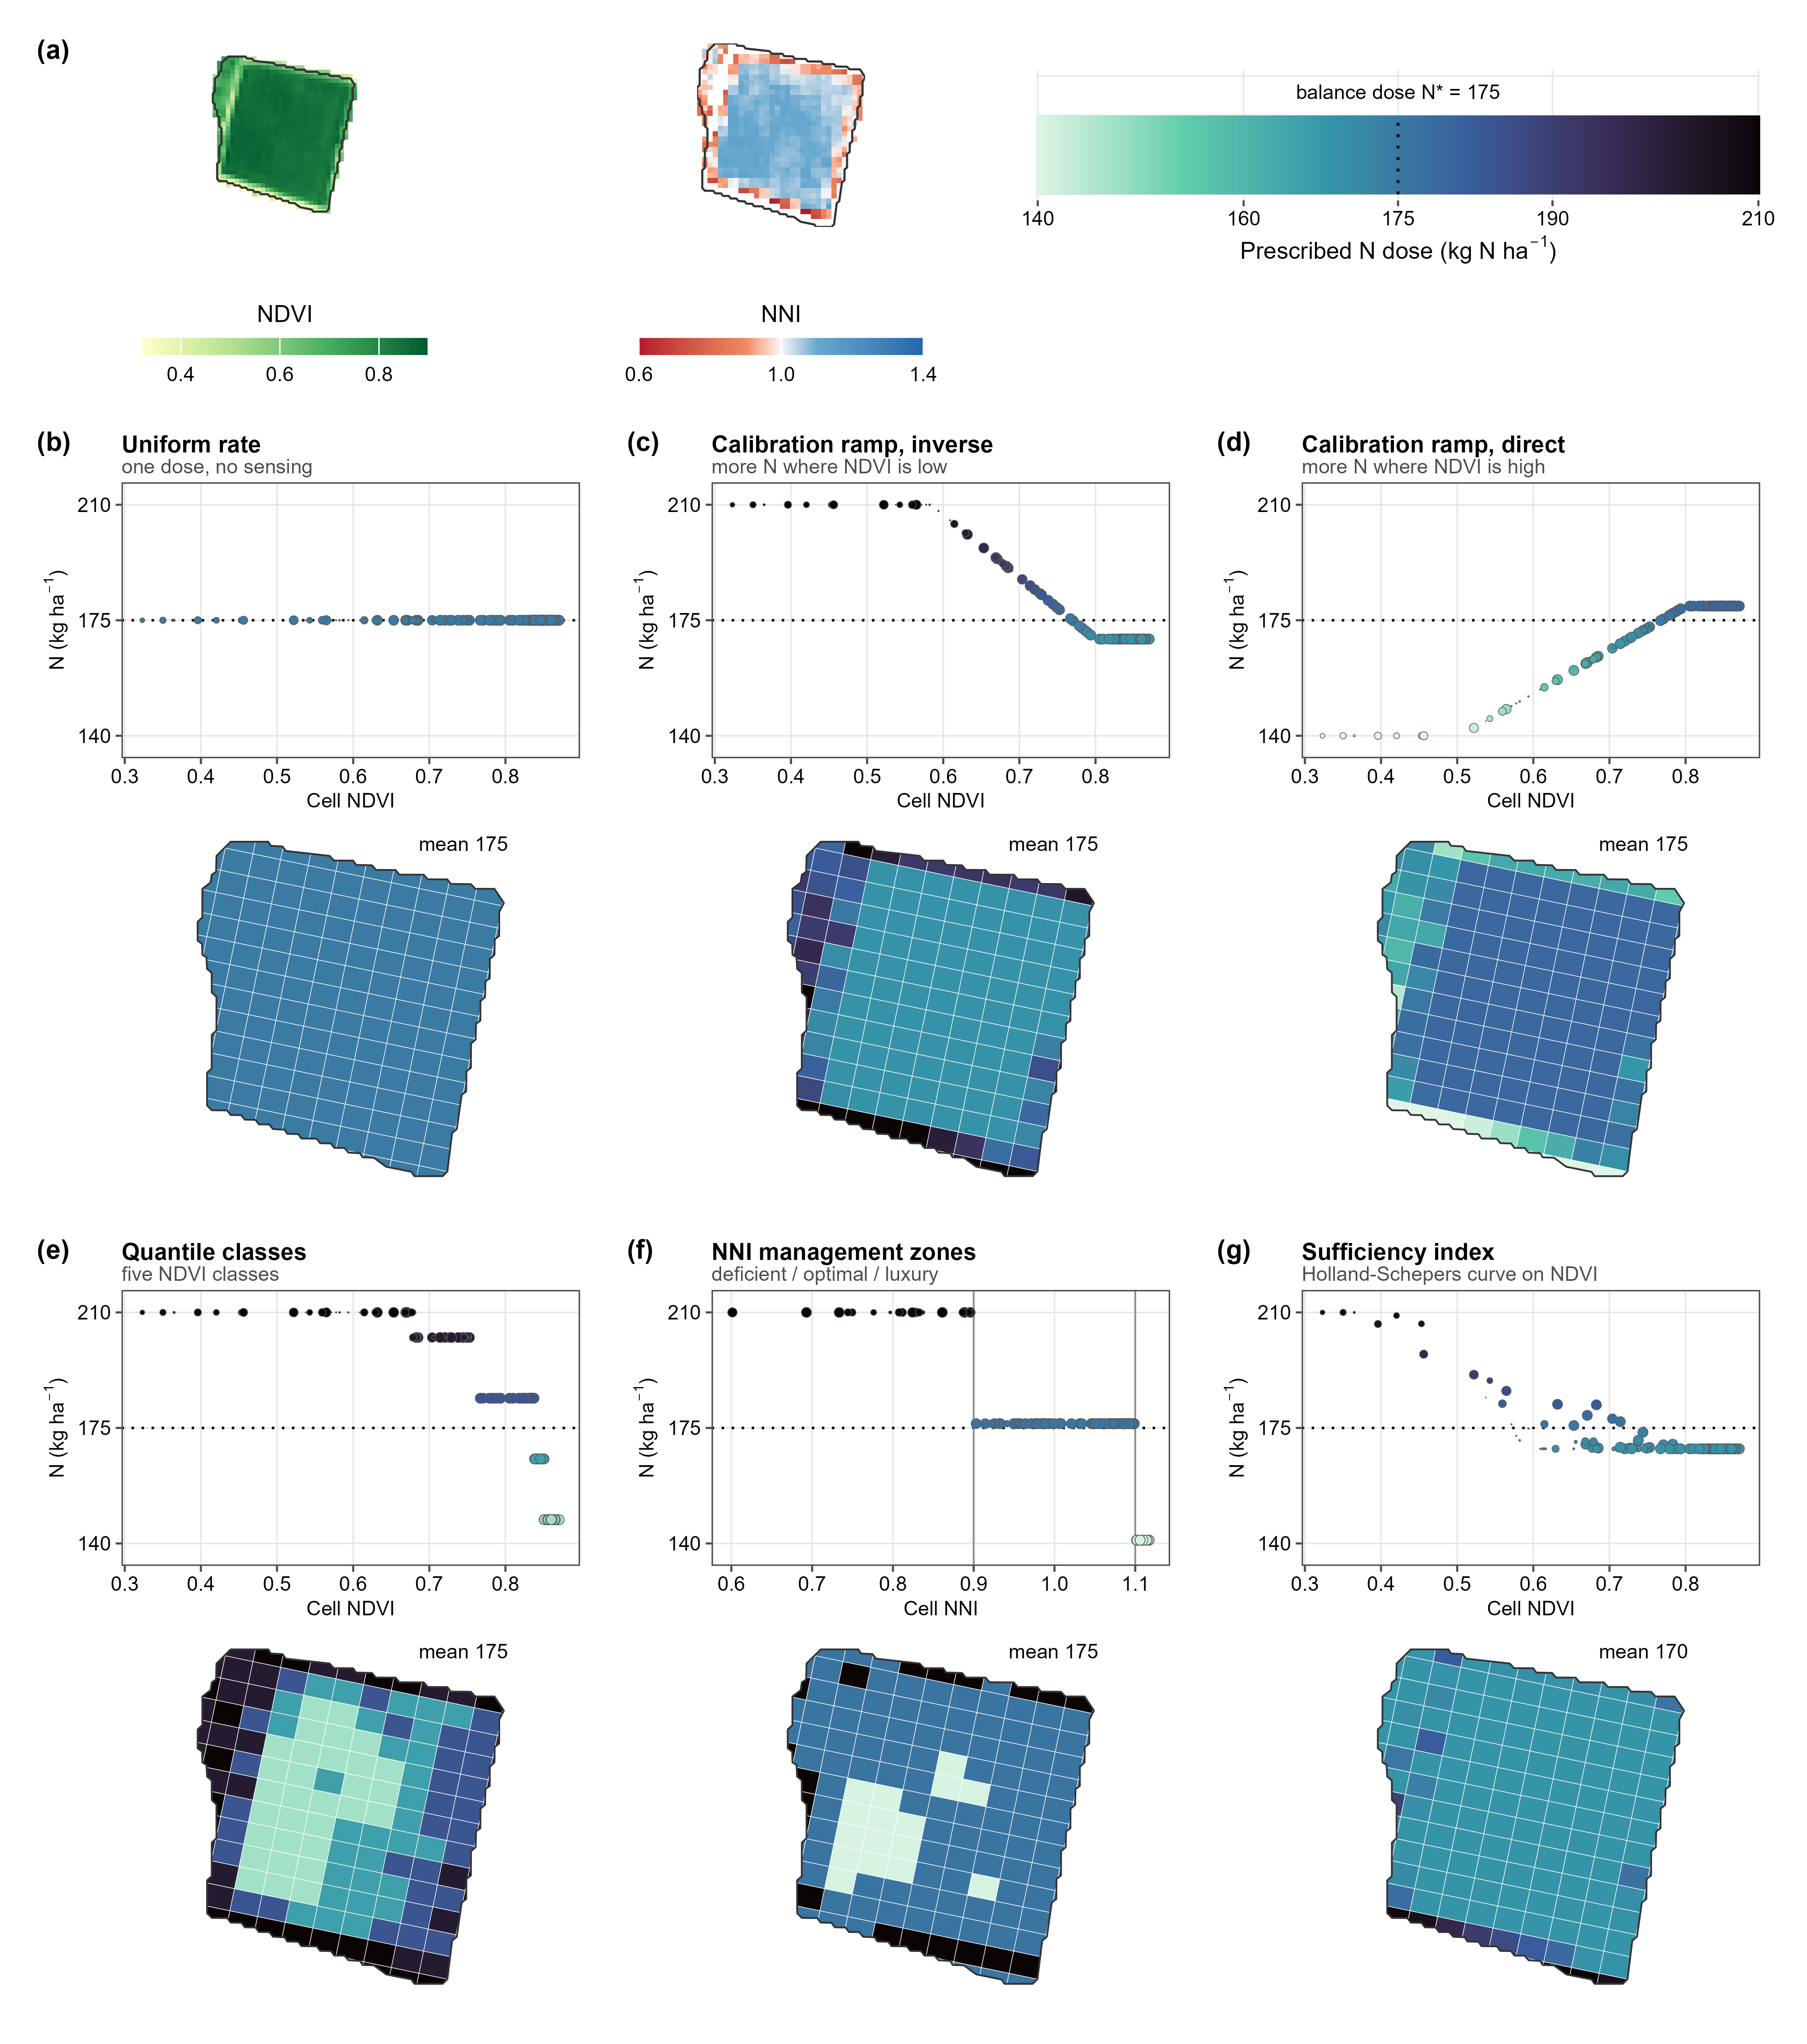 (a)
balance dose N* = 175
140 160 175 190 210
Prescribed N dose (kg N ha⁻¹)
NDVI
0.4 0.6 0.8
NNI
0.6 1.0 1.4
(b) Uniform rate
one dose, no sensing
210
175
140
N (kg ha⁻¹)
0.3 0.4 0.5 0.6 0.7 0.8
Cell NDVI
mean 175
(c) Calibration ramp, inverse
more N where NDVI is low
210
175
140
N (kg ha⁻¹)
0.3 0.4 0.5 0.6 0.7 0.8
Cell NDVI
mean 175
(d) Calibration ramp, direct
more N where NDVI is high
210
175
140
N (kg ha⁻¹)
0.3 0.4 0.5 0.6 0.7 0.8
Cell NDVI
mean 175
(e) Quantile classes
five NDVI classes
210
175
140
N (kg ha⁻¹)
0.3 0.4 0.5 0.6 0.7 0.8
Cell NDVI
mean 175
(f) NNI management zones
deficient / optimal / luxury
210
175
140
N (kg ha⁻¹)
0.6 0.7 0.8 0.9 1.0 1.1
Cell NNI
mean 175
(g) Sufficiency index
Holland-Schepers curve on NDVI
210
175
140
N (kg ha⁻¹)
0.3 0.4 0.5 0.6 0.7 0.8
Cell NDVI
mean 170